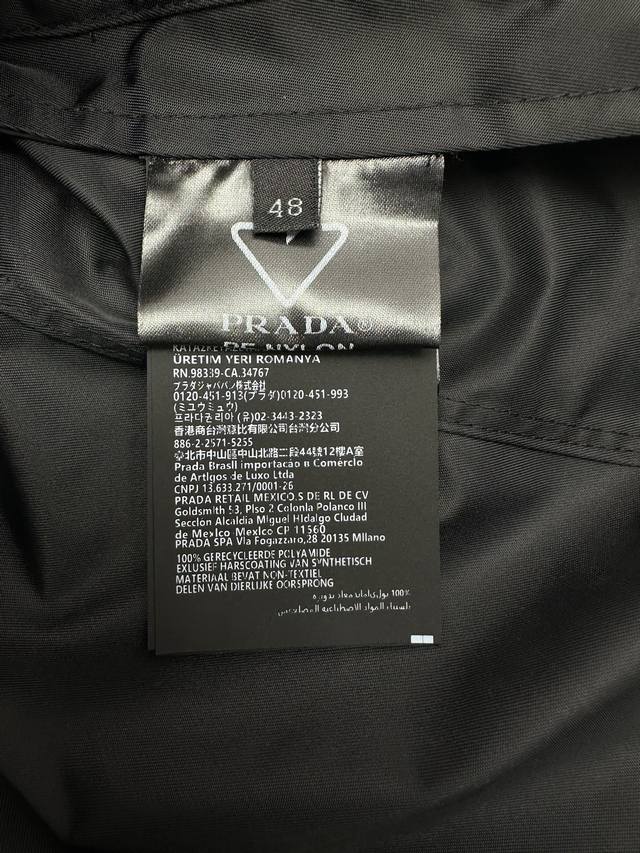 48
PRADA®
RE-NYLON
ÜRETIM YERI ROMANYA
RN.98339-CA.34767
プラダジャパン株式会社
0120-451-913(プラダ)0120-451-993
(ミユウミュウ)
프라다코리아 (유)02-3443-2323
香港商台灣普比有限公司台灣分公司
886-2-2571-5255
北市中山區中山北路二段44號12樓A室
Prada Brasil importacao e Comercio
de Artigos de Luxo Ltda
CNPJ 13.633.271/0001-26
PRADA RETAIL MEXICO.S DE RL DE CV
Goldsmith 53, Piso 2 Colonia Polanco III
Sección Alcaldia Miguel Hidalgo Ciudad
de Mexico Mexico CP 11560
PRADA SPA Via Fogazzaro,28 20135 Milano
100% GERECYCLEERDE POLYAMIDE
EXLUSIEF HARSCOATING VAN SYNTHETISCH
MATERIAAL BEVAT NON-TEXTIEL
DELEN VAN DIERLIJKE OORSPRONG
100%